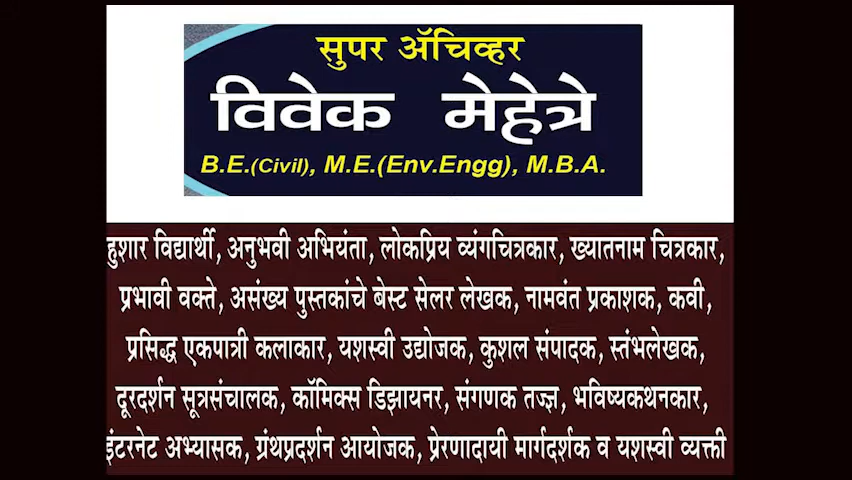 सुपर ॲचिव्हर
विवेक मेहेत्रे
B.E.(Civil), M.E.(Env.Engg), M.B.A.
हुशार विद्यार्थी, अनुभवी अभियंता, लोकप्रिय व्यंगचित्रकार, ख्यातनाम चित्रकार,
प्रभावी वक्ते, असंख्य पुस्तकांचे बेस्ट सेलर लेखक, नामवंत प्रकाशक, कवी,
प्रसिद्ध एकपात्री कलाकार, यशस्वी उद्योजक, कुशल संपादक, स्तंभलेखक,
दूरदर्शन सूत्रसंचालक, कॉमिक्स डिझायनर, संगणक तज्ज्ञ, भविष्यकथनकार,
इंटरनेट अभ्यासक, ग्रंथप्रदर्शन आयोजक, प्रेरणादायी मार्गदर्शक व यशस्वी व्यक्ती